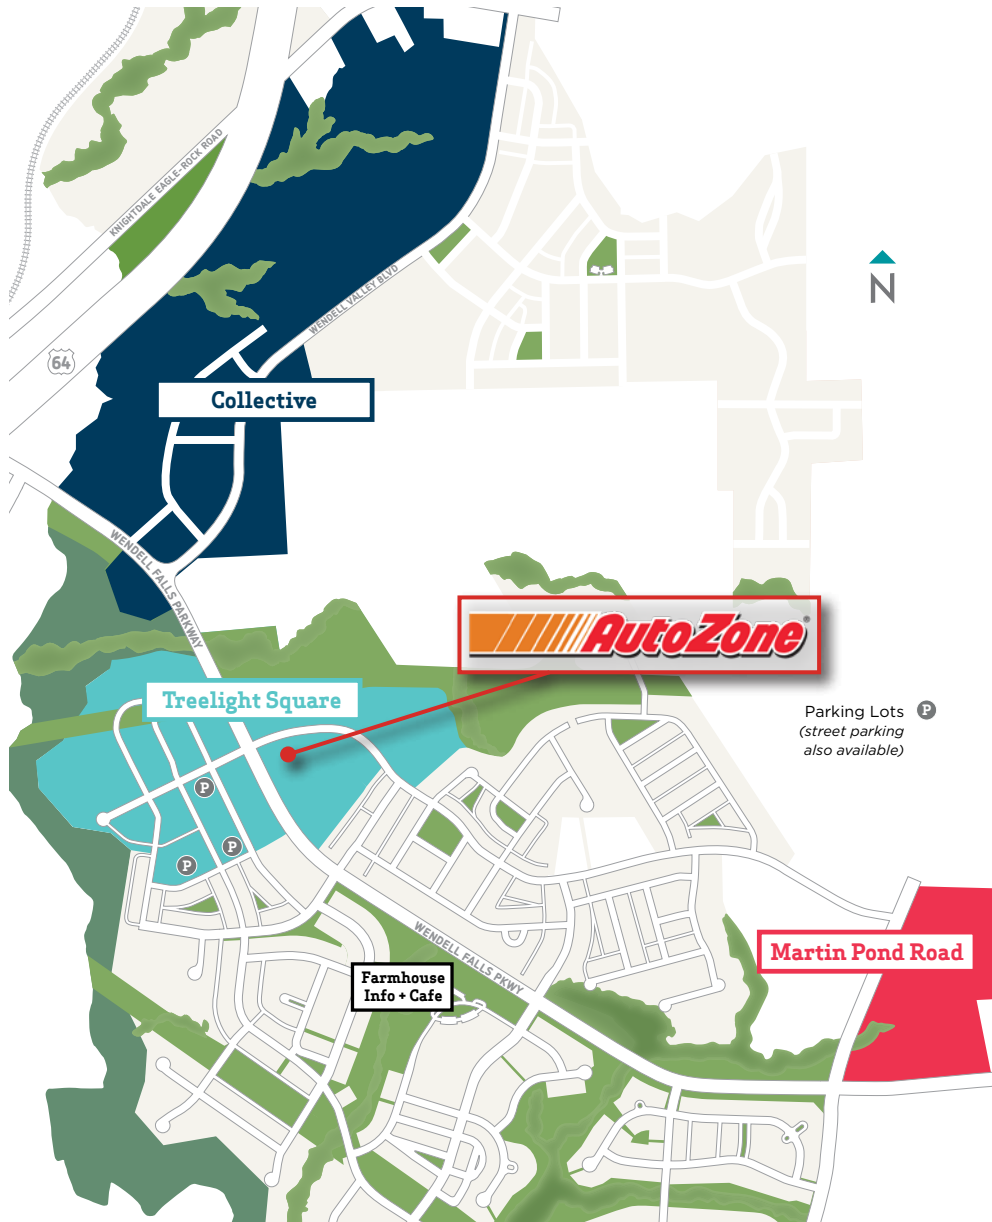 KNIGHTDALE EAGLE-ROCK ROAD
N
WENDELL VALLEY BLVD
64
Collective
WENDELL FALLS PARKWAY
AutoZone®
Treelight Square
Parking Lots P
(street parking
also available)
P
P
P
WENDELL FALLS PKWY
Martin Pond Road
Farmhouse
Info + Cafe